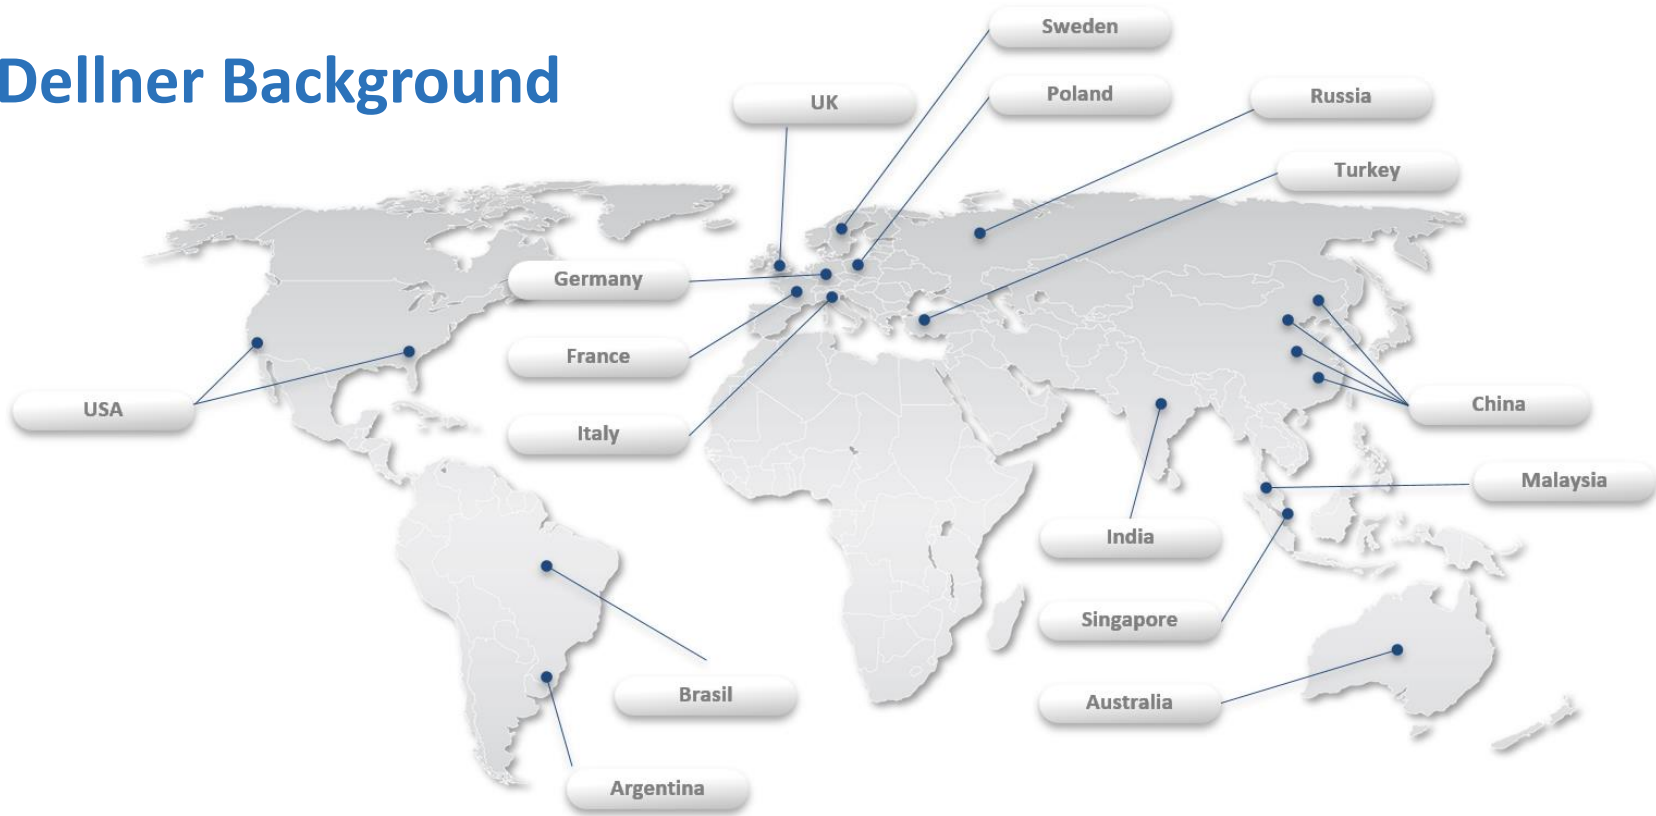 Dellner Background
Sweden
UK
Poland
Russia
Turkey
Germany
France
USA
Italy
China
Malaysia
India
Singapore
Brasil
Australia
Argentina